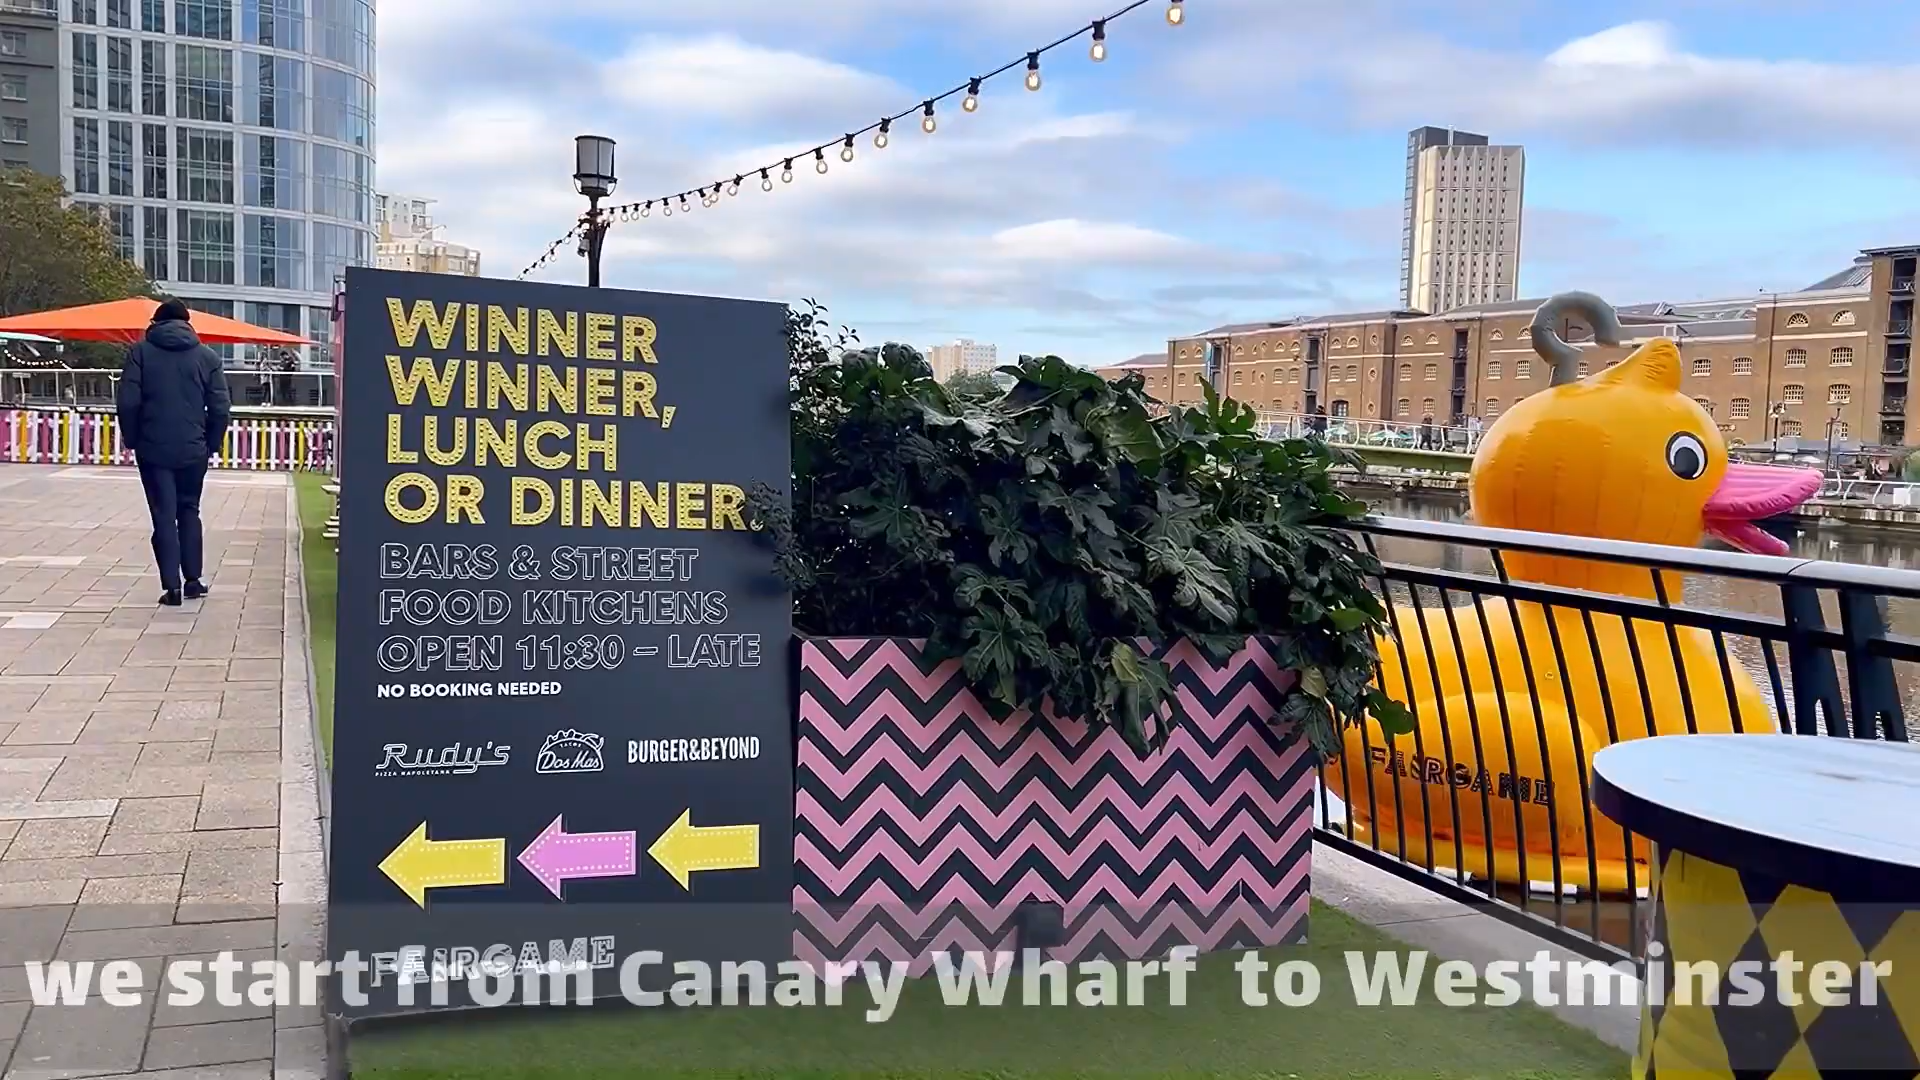 WINNER
WINNER,
LUNCH
OR DINNER.
BARS & STREET
FOOD KITCHENS
OPEN 11:30 – LATE
NO BOOKING NEEDED
Rudy's
PIZZA NAPOLETANA
TACOS
Dos Mas
BURGER&BEYOND
FAIRGAME
FAIRGAME
we start from Canary Wharf to Westminster